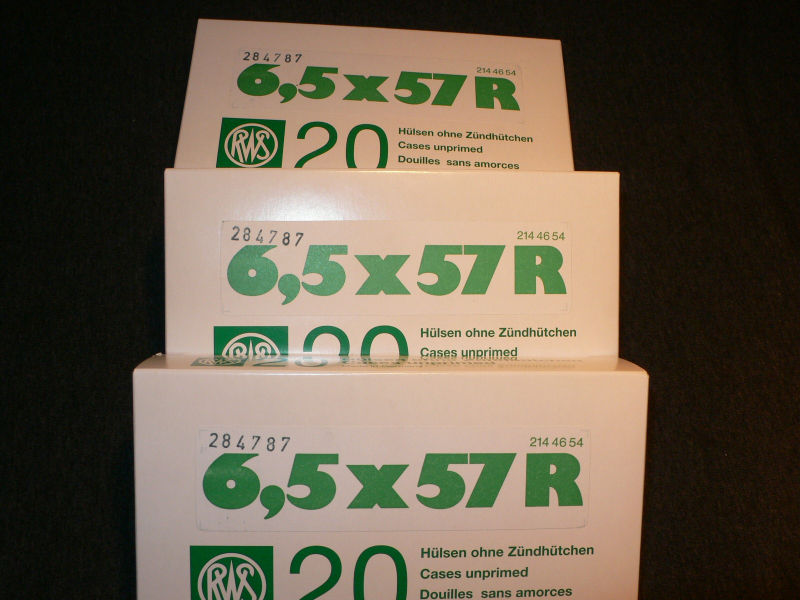 284787
214 46 54
6,5x57R
RWS
20
Hülsen ohne Zündhütchen
Cases unprimed
Douilles sans amorces
284787
214 46 54
6,5x57R
RWS
20
Hülsen ohne Zündhütchen
Cases unprimed
284787
214 46 54
6,5x57R
RWS
20
Hülsen ohne Zündhütchen
Cases unprimed
Douilles sans amorces